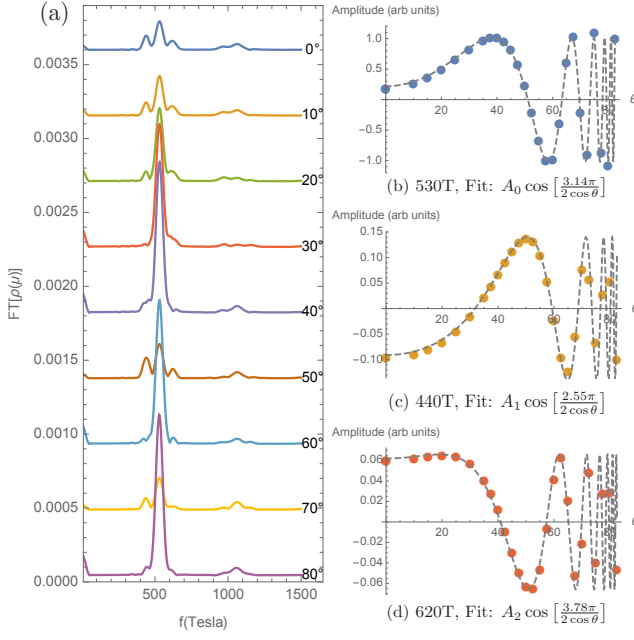 (a)
FT[ρ(μ)]
0.0035
0.0030
0.0025
0.0020
0.0015
0.0010
0.0005
0.0000
0°
10°
20°
30°
40°
50°
60°
70°
80°
0 500 1000 1500
f(Tesla)
Amplitude (arb units)
1.0
0.5
-0.5
-1.0
20 40 60 80
θ
(b) 530T, Fit: A₀ cos [3.14π / 2 cos θ]
Amplitude (arb units)
0.15
0.10
0.05
-0.05
-0.10
20 40 60 80
θ
(c) 440T, Fit: A₁ cos [2.55π / 2 cos θ]
Amplitude (arb units)
0.06
0.04
0.02
-0.02
-0.04
-0.06
20 40 60 80
θ
(d) 620T, Fit: A₂ cos [3.78π / 2 cos θ]